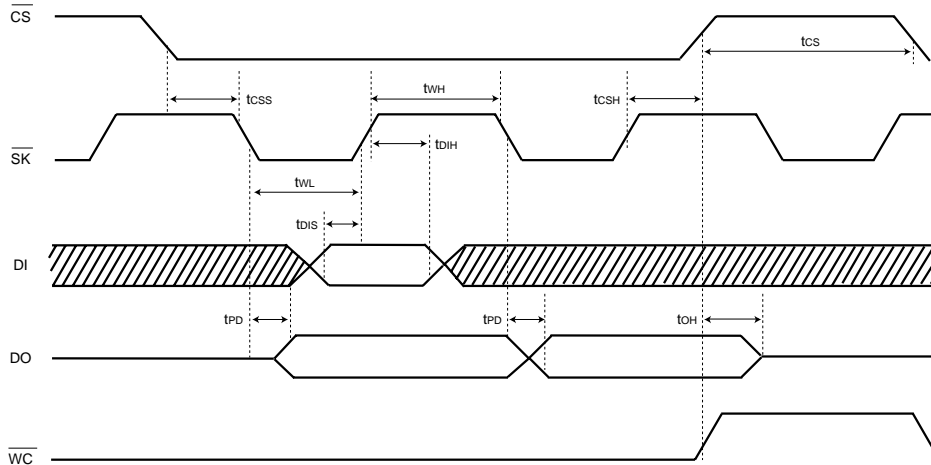 CS
tCS
tCSS
tWH
tCSH
SK
tDIH
tWL
tDIS
DI
tPD
tPD
tOH
DO
WC